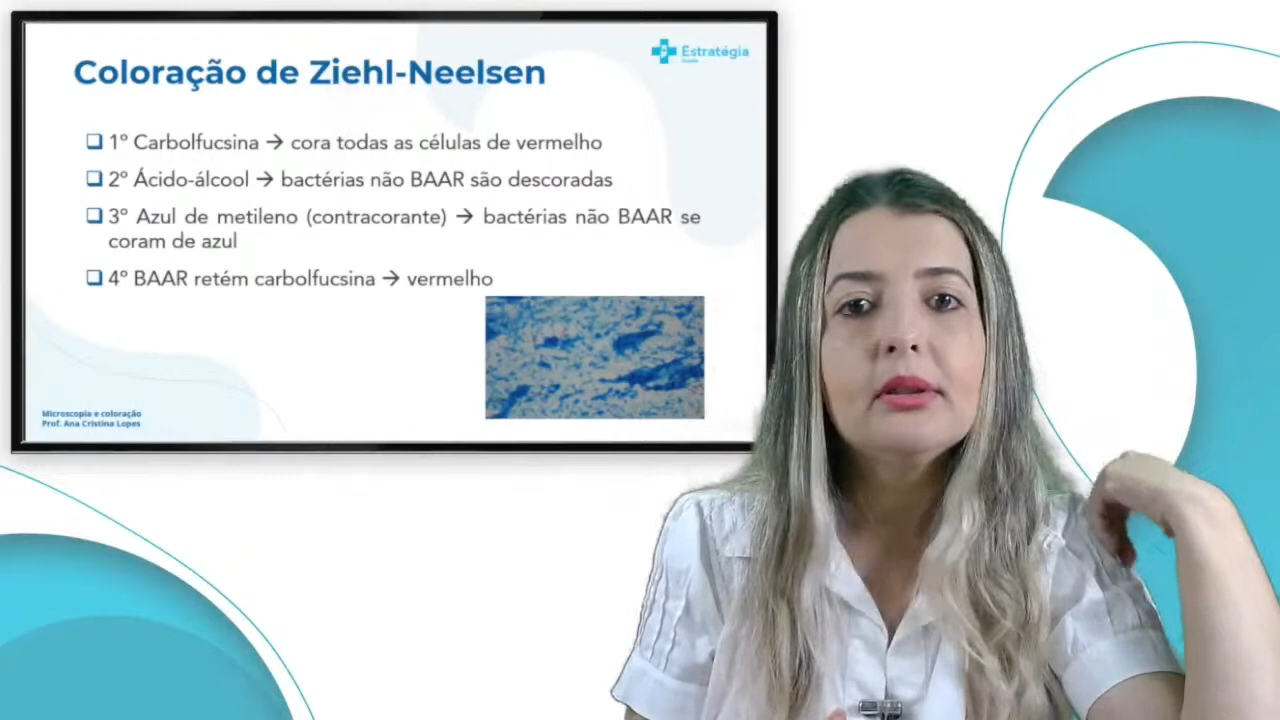 Coloração de Ziehl-Neelsen
Estratégia
Saúde
❑ 1º Carbolfucsina → cora todas as células de vermelho
❑ 2º Ácido-álcool → bactérias não BAAR são descoradas
❑ 3º Azul de metileno (contracorante) → bactérias não BAAR se
coram de azul
❑ 4º BAAR retém carbolfucsina → vermelho
Microscopia e coloração
Prof. Ana Cristina Lopes